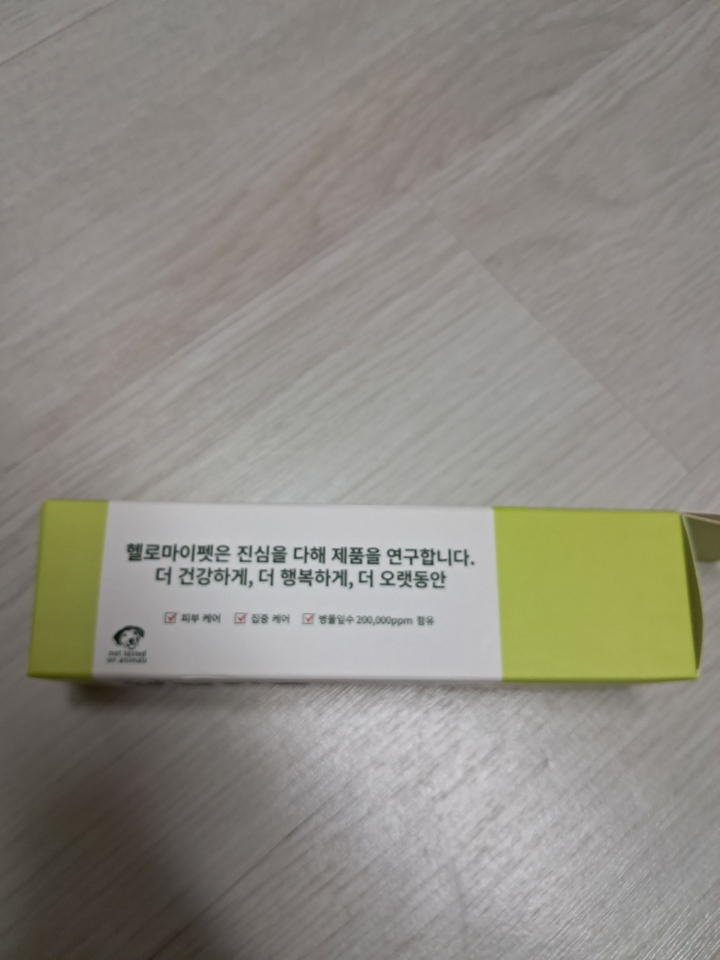 헬로마이펫은 진심을 다해 제품을 연구합니다.
더 건강하게, 더 행복하게, 더 오랫동안
피부 케어 집중 케어 병풀잎수 200,000ppm 함유
not tested
on animals